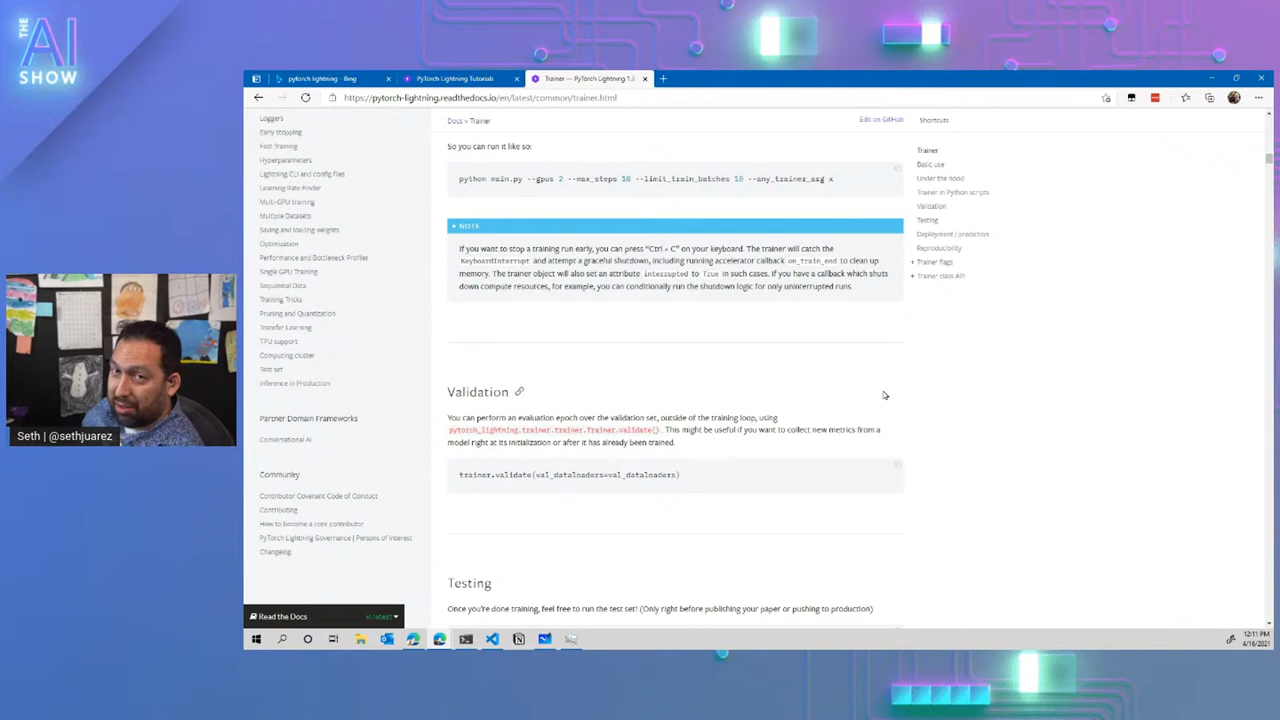 THE
AI
SHOW
pytorch lightning - Bing
PyTorch Lightning Tutorials
Trainer — PyTorch Lightning 1.
https://pytorch-lightning.readthedocs.io/en/latest/common/trainer.html
Loggers
Early stopping
Fast Training
Hyperparameters
Lightning CLI and config files
Learning Rate Finder
Multi-GPU training
Multiple Datasets
Saving and loading weights
Optimization
Performance and Bottleneck Profiler
Single GPU Training
Sequential Data
Training Tricks
Pruning and Quantization
Transfer Learning
TPU support
Computing cluster
Test set
Inference in Production
Partner Domain Frameworks
Conversational AI
Community
Contributor Covenant Code of Conduct
Contributing
How to become a core contributor
PyTorch Lightning Governance | Persons of interest
Changelog
Read the Docs
v: latest
Docs > Trainer
Edit on GitHub
So you can run it like so:
python main.py --gpus 2 --max_steps 10 --limit_train_batches 10 --any_trainer_arg x
NOTE
If you want to stop a training run early, you can press “Ctrl + C” on your keyboard. The trainer will catch the
KeyboardInterrupt and attempt a graceful shutdown, including running accelerator callback on_train_end to clean up
memory. The trainer object will also set an attribute interrupted to True in such cases. If you have a callback which shuts
down compute resources, for example, you can conditionally run the shutdown logic for only uninterrupted runs.
Validation
You can perform an evaluation epoch over the validation set, outside of the training loop, using
pytorch_lightning.trainer.trainer.Trainer.validate(). This might be useful if you want to collect new metrics from a
model right at its initialization or after it has already been trained.
trainer.validate(val_dataloaders=val_dataloaders)
Testing
Once you’re done training, feel free to run the test set! (Only right before publishing your paper or pushing to production)
Shortcuts
Trainer
Basic use
Under the hood
Trainer in Python scripts
Validation
Testing
Deployment / prediction
Reproducibility
+ Trainer flags
+ Trainer class API
Seth | @sethjuarez
12:11 PM
4/16/2021